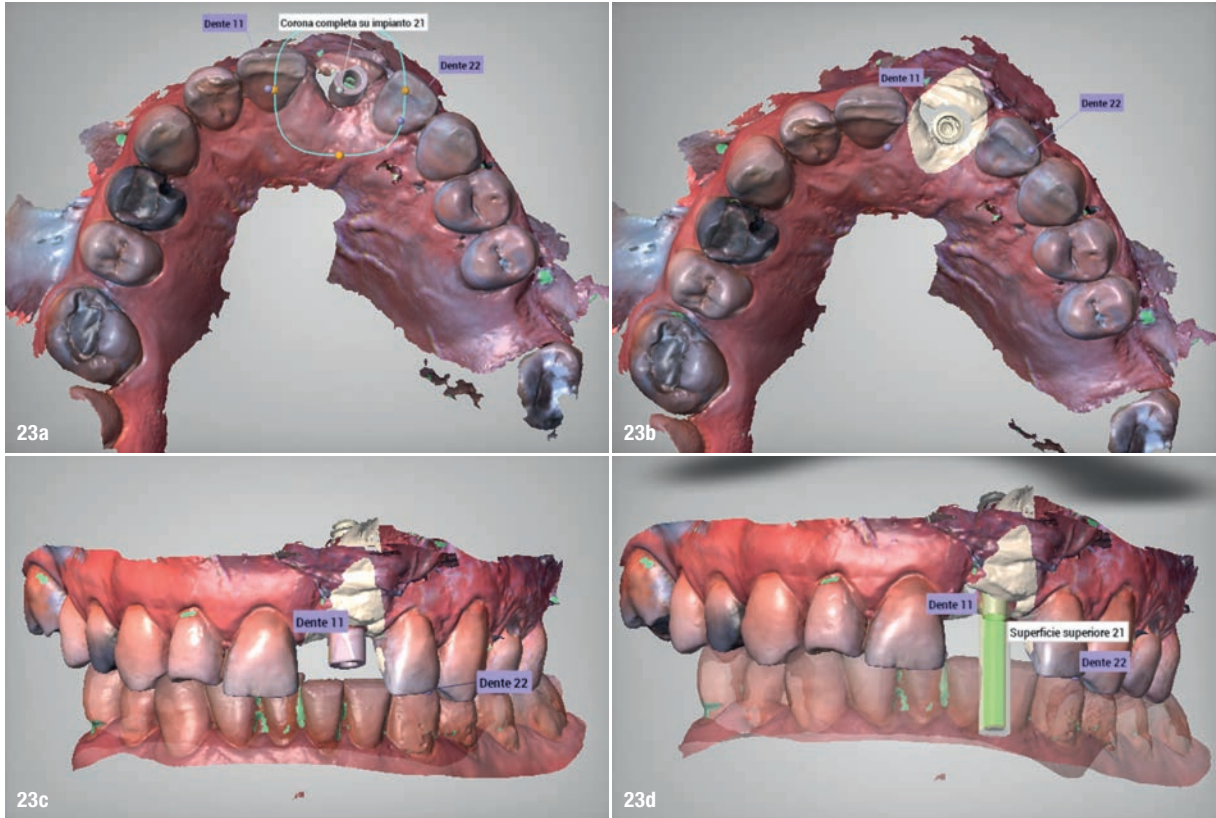 Dente 11
Corona completa su impianto 21
Dente 22
23a
Dente 11
Dente 22
23b
Dente 11
Dente 22
23c
Dente 11
Superficie superiore 21
Dente 22
23d